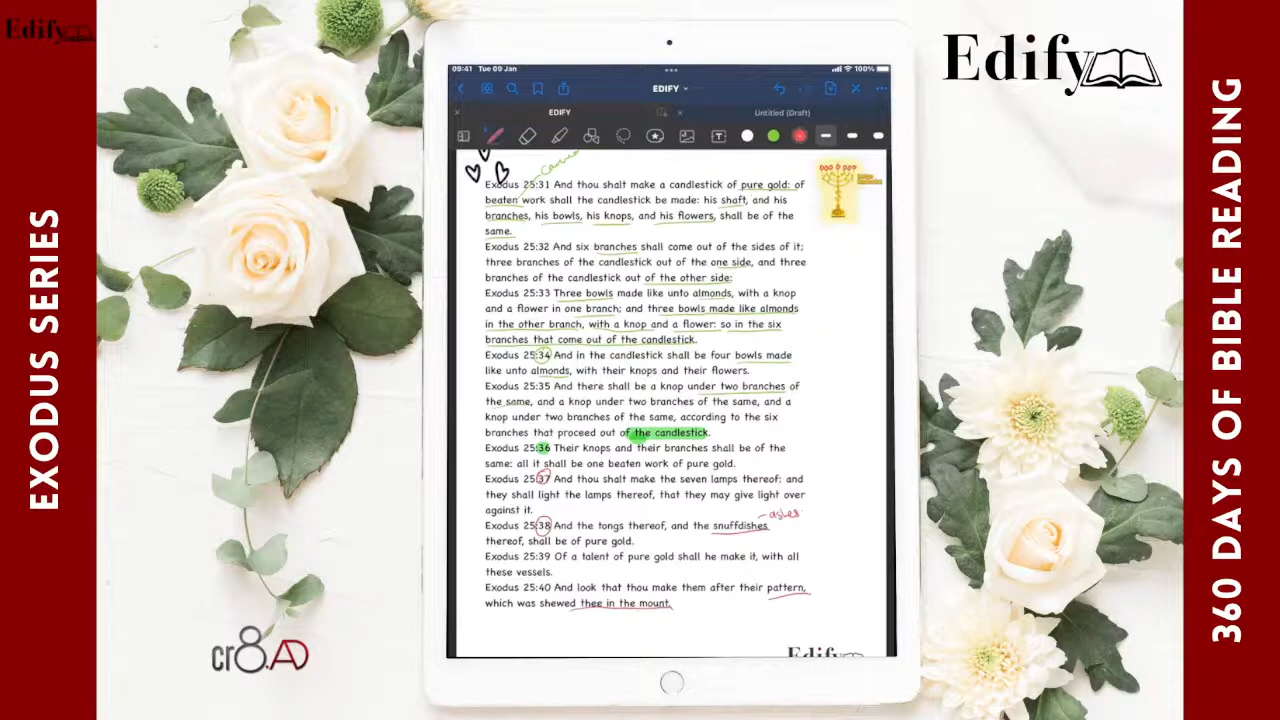 Edify
EXODUS SERIES
09:41 Tue 09 Jan
100%
EDIFY
EDIFY
Untitled (Draft)
Exodus 25:31 And thou shalt make a candlestick of pure gold: of
beaten work shall the candlestick be made: his shaft, and his
branches, his bowls, his knops, and his flowers, shall be of the
same.
Exodus 25:32 And six branches shall come out of the sides of it;
three branches of the candlestick out of the one side, and three
branches of the candlestick out of the other side:
Exodus 25:33 Three bowls made like unto almonds, with a knop
and a flower in one branch; and three bowls made like almonds
in the other branch, with a knop and a flower: so in the six
branches that come out of the candlestick.
Exodus 25:34 And in the candlestick shall be four bowls made
like unto almonds, with their knops and their flowers.
Exodus 25:35 And there shall be a knop under two branches of
the same, and a knop under two branches of the same, and a
knop under two branches of the same, according to the six
branches that proceed out of the candlestick.
Exodus 25:36 Their knops and their branches shall be of the
same: all it shall be one beaten work of pure gold.
Exodus 25:37 And thou shalt make the seven lamps thereof: and
they shall light the lamps thereof, that they may give light over
against it.
ashes
Exodus 25:38 And the tongs thereof, and the snuffdishes
thereof, shall be of pure gold.
Exodus 25:39 Of a talent of pure gold shall he make it, with all
these vessels.
Exodus 25:40 And look that thou make them after their pattern,
which was shewed thee in the mount.
Edify
cr8.AD
Edify
360 DAYS OF BIBLE READING